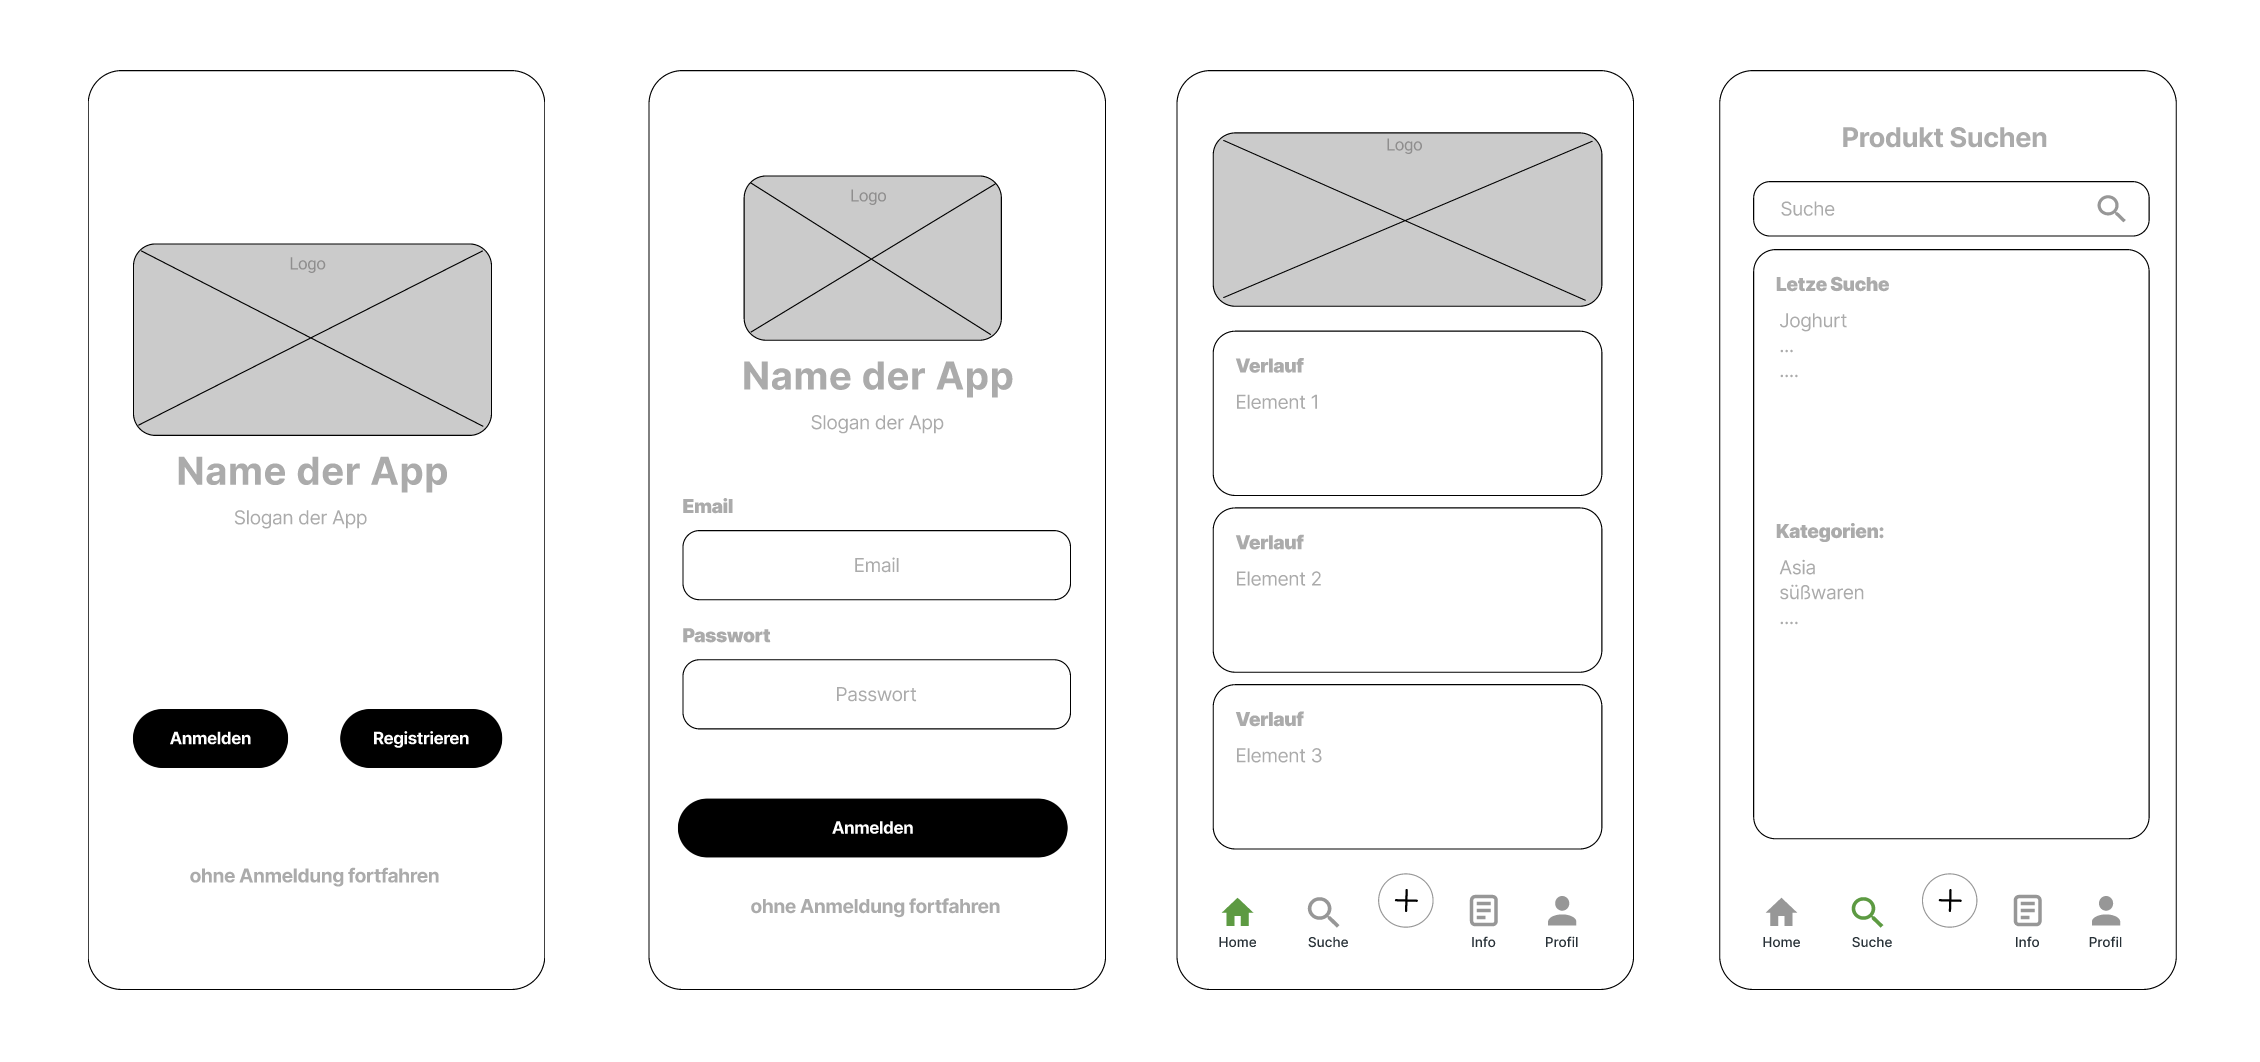 Logo
Name der App
Slogan der App
Anmelden
Registrieren
ohne Anmeldung fortfahren
Logo
Name der App
Slogan der App
Email
Email
Passwort
Passwort
Anmelden
ohne Anmeldung fortfahren
Logo
Verlauf
Element 1
Verlauf
Element 2
Verlauf
Element 3
Home
Suche
Info
Profil
Produkt Suchen
Suche
Letze Suche
Joghurt
...
....
Kategorien:
Asia
süßwaren
....
Home
Suche
Info
Profil